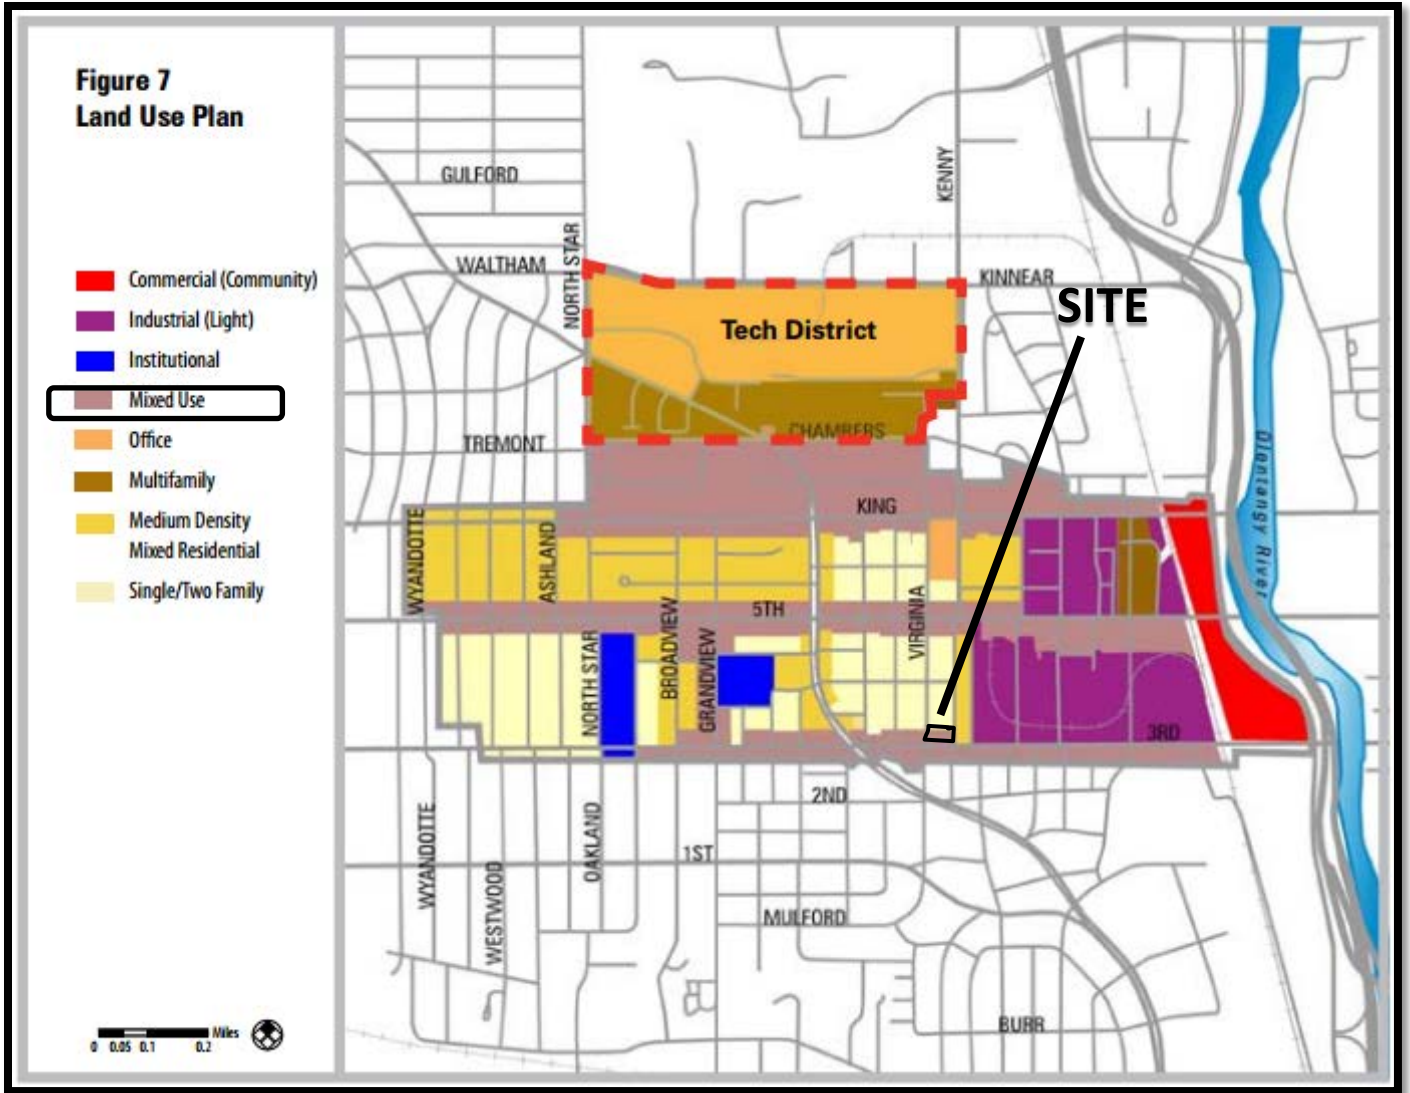 Figure 7
Land Use Plan
Commercial (Community)
Industrial (Light)
Institutional
Mixed Use
Office
Multifamily
Medium Density
Mixed Residential
Single/Two Family
Miles
0 0.05 0.1 0.2
GULFORD
KENNY
NORTH STAR
WALTHAM
KINNEAR
SITE
Tech District
CHAMBERS
TREMONT
KING
WYANDOTTE
ASHLAND
Olentangy River
5TH
VIRGINIA
BROADVIEW
NORTH STAR
GRANDVIEW
3RD
2ND
WYANDOTTE
OAKLAND
1ST
WESTWOOD
MULFORD
BURR